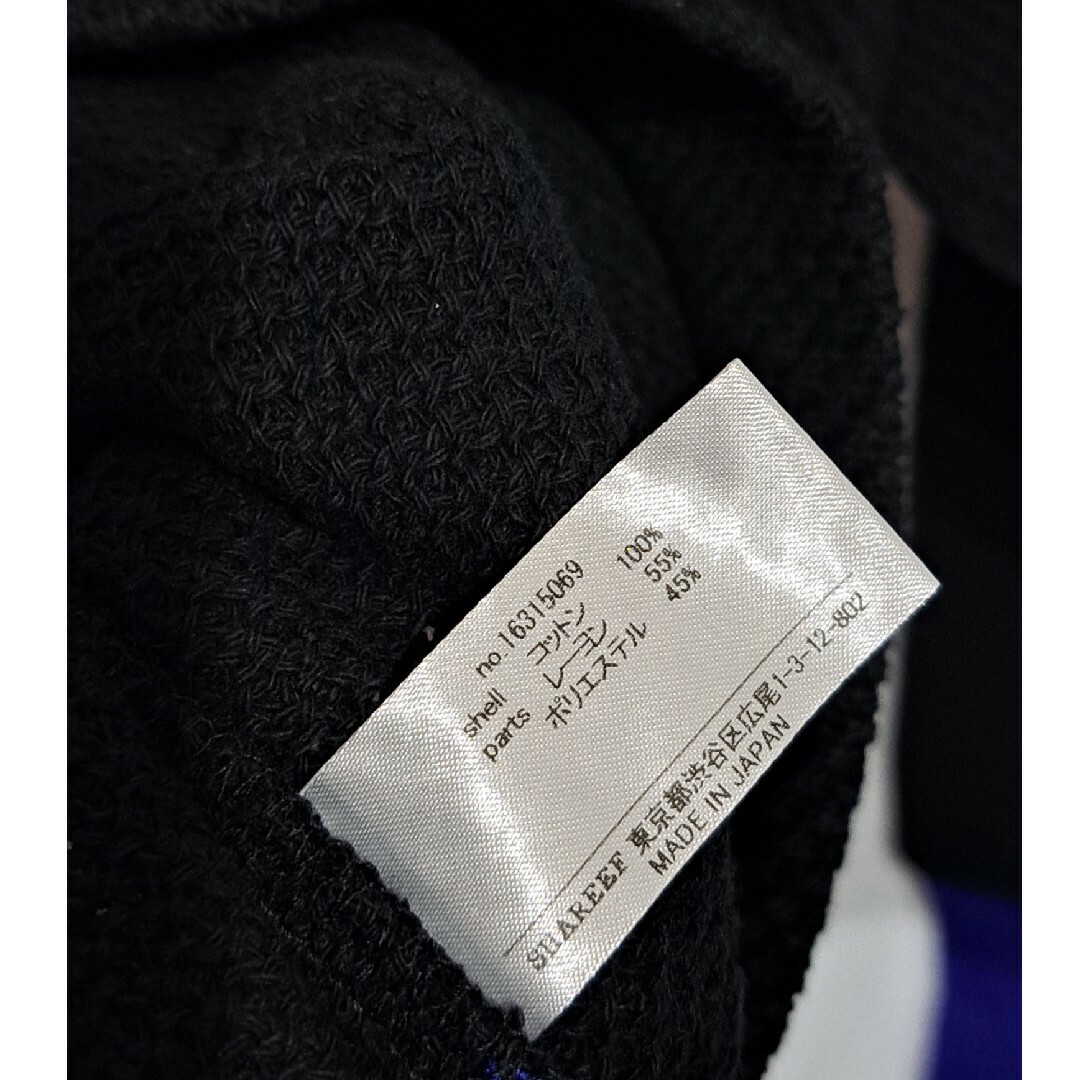 no.16315069
shell コットン 100%
parts レーヨン 55%
ポリエステル 45%
SHAREEF 東京都渋谷区広尾1-3-12-802
MADE IN JAPAN